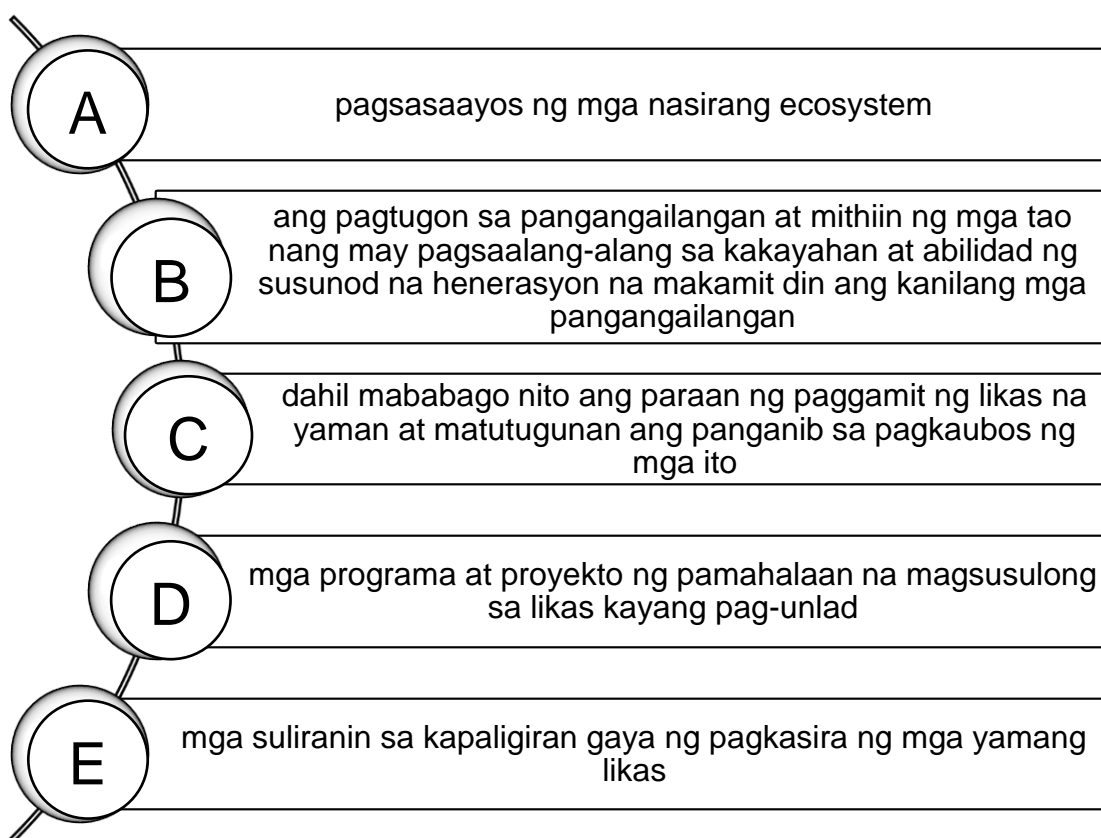 A
pagsasaayos ng mga nasirang ecosystem
B
ang pagtugon sa pangangailangan at mithiin ng mga tao
nang may pagsaalang-alang sa kakayahan at abilidad ng
susunod na henerasyon na makamit din ang kanilang mga
pangangailangan
C
dahil mababago nito ang paraan ng paggamit ng likas na
yaman at matutugunan ang panganib sa pagkaubos ng
mga ito
D
mga programa at proyekto ng pamahalaan na magsusulong
sa likas kayang pag-unlad
E
mga suliranin sa kapaligiran gaya ng pagkasira ng mga yamang
likas